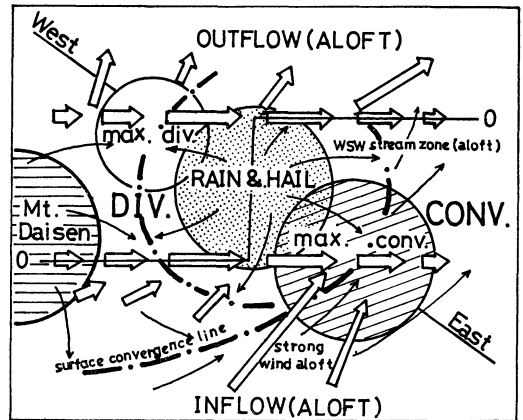 West
OUTFLOW (ALOFT)
0
max. div.
WSW stream zone (aloft)
RAIN & HAIL
DIV.
CONV.
Mt.
Daisen
max. conv.
0
surface convergence line
strong
wind aloft
East
INFLOW (ALOFT)